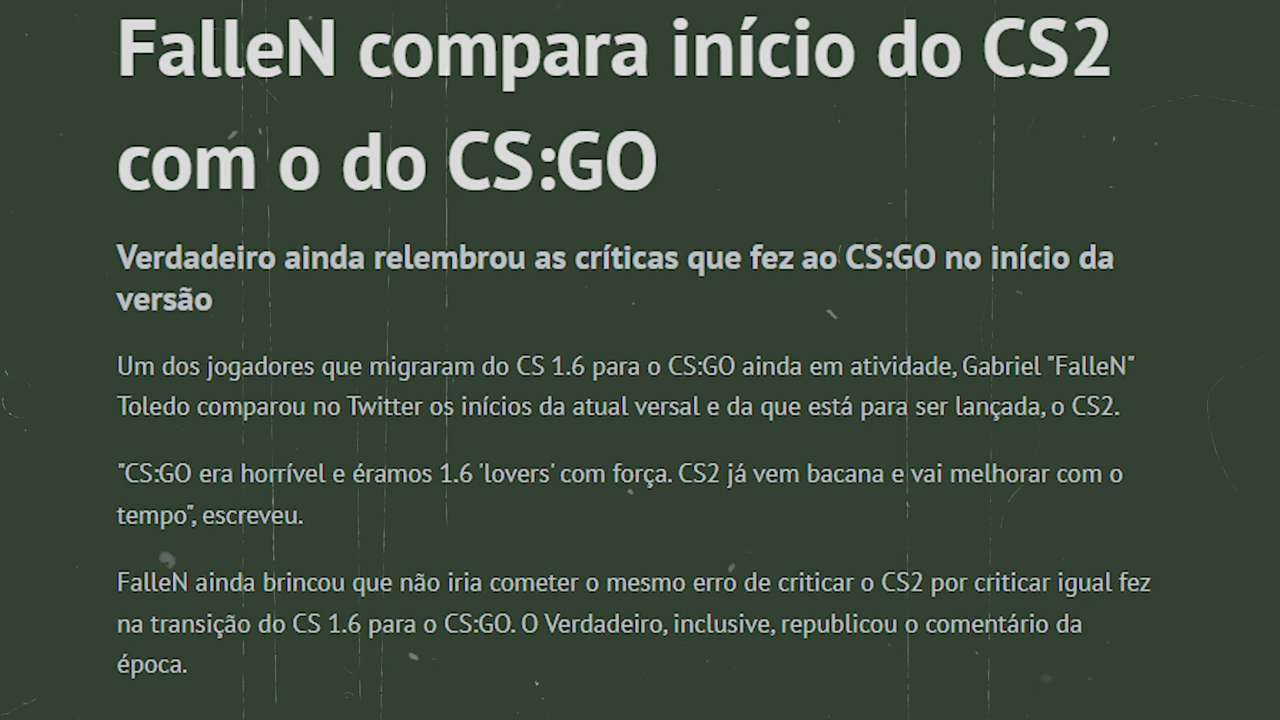 FalleN compara início do CS2
com o do CS:GO
Verdadeiro ainda relembrou as críticas que fez ao CS:GO no início da
versão
Um dos jogadores que migraram do CS 1.6 para o CS:GO ainda em atividade, Gabriel "FalleN"
Toledo comparou no Twitter os inícios da atual versal e da que está para ser lançada, o CS2.
"CS:GO era horrível e éramos 1.6 'lovers' com força. CS2 já vem bacana e vai melhorar com o
tempo", escreveu.
FalleN ainda brincou que não iria cometer o mesmo erro de criticar o CS2 por criticar igual fez
na transição do CS 1.6 para o CS:GO. O Verdadeiro, inclusive, republicou o comentário da
época.